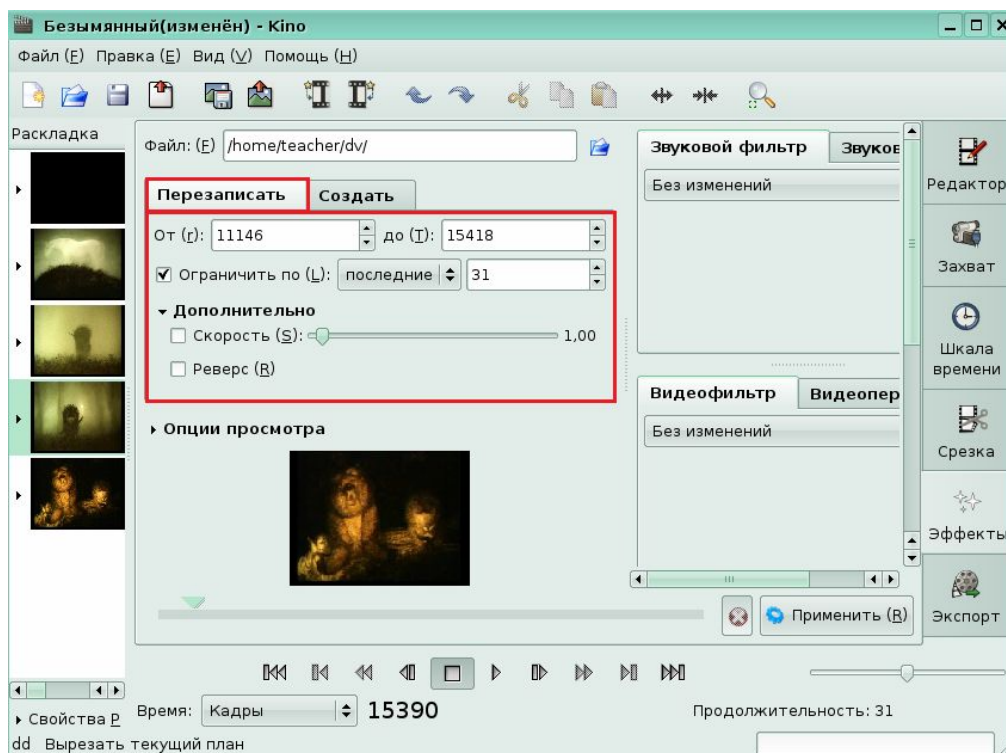 Безымянный(изменён) - Kino
Файл (F) Правка (E) Вид (V) Помощь (H)
Раскладка
Файл: (F) /home/teacher/dv/
Перезаписать Создать
От (r): 11146 до (T): 15418
Ограничить по (L): последние 31
Дополнительно
Скорость (S): 1,00
Реверс (R)
Опции просмотра
Звуковой фильтр Звуков
Без изменений
Видеофильтр Видеопер
Без изменений
Применить (R)
Редактор
Захват
Шкала
времени
Срезка
Эффекты
Экспорт
Свойства P
Время: Кадры 15390
Продолжительность: 31
dd Вырезать текущий план